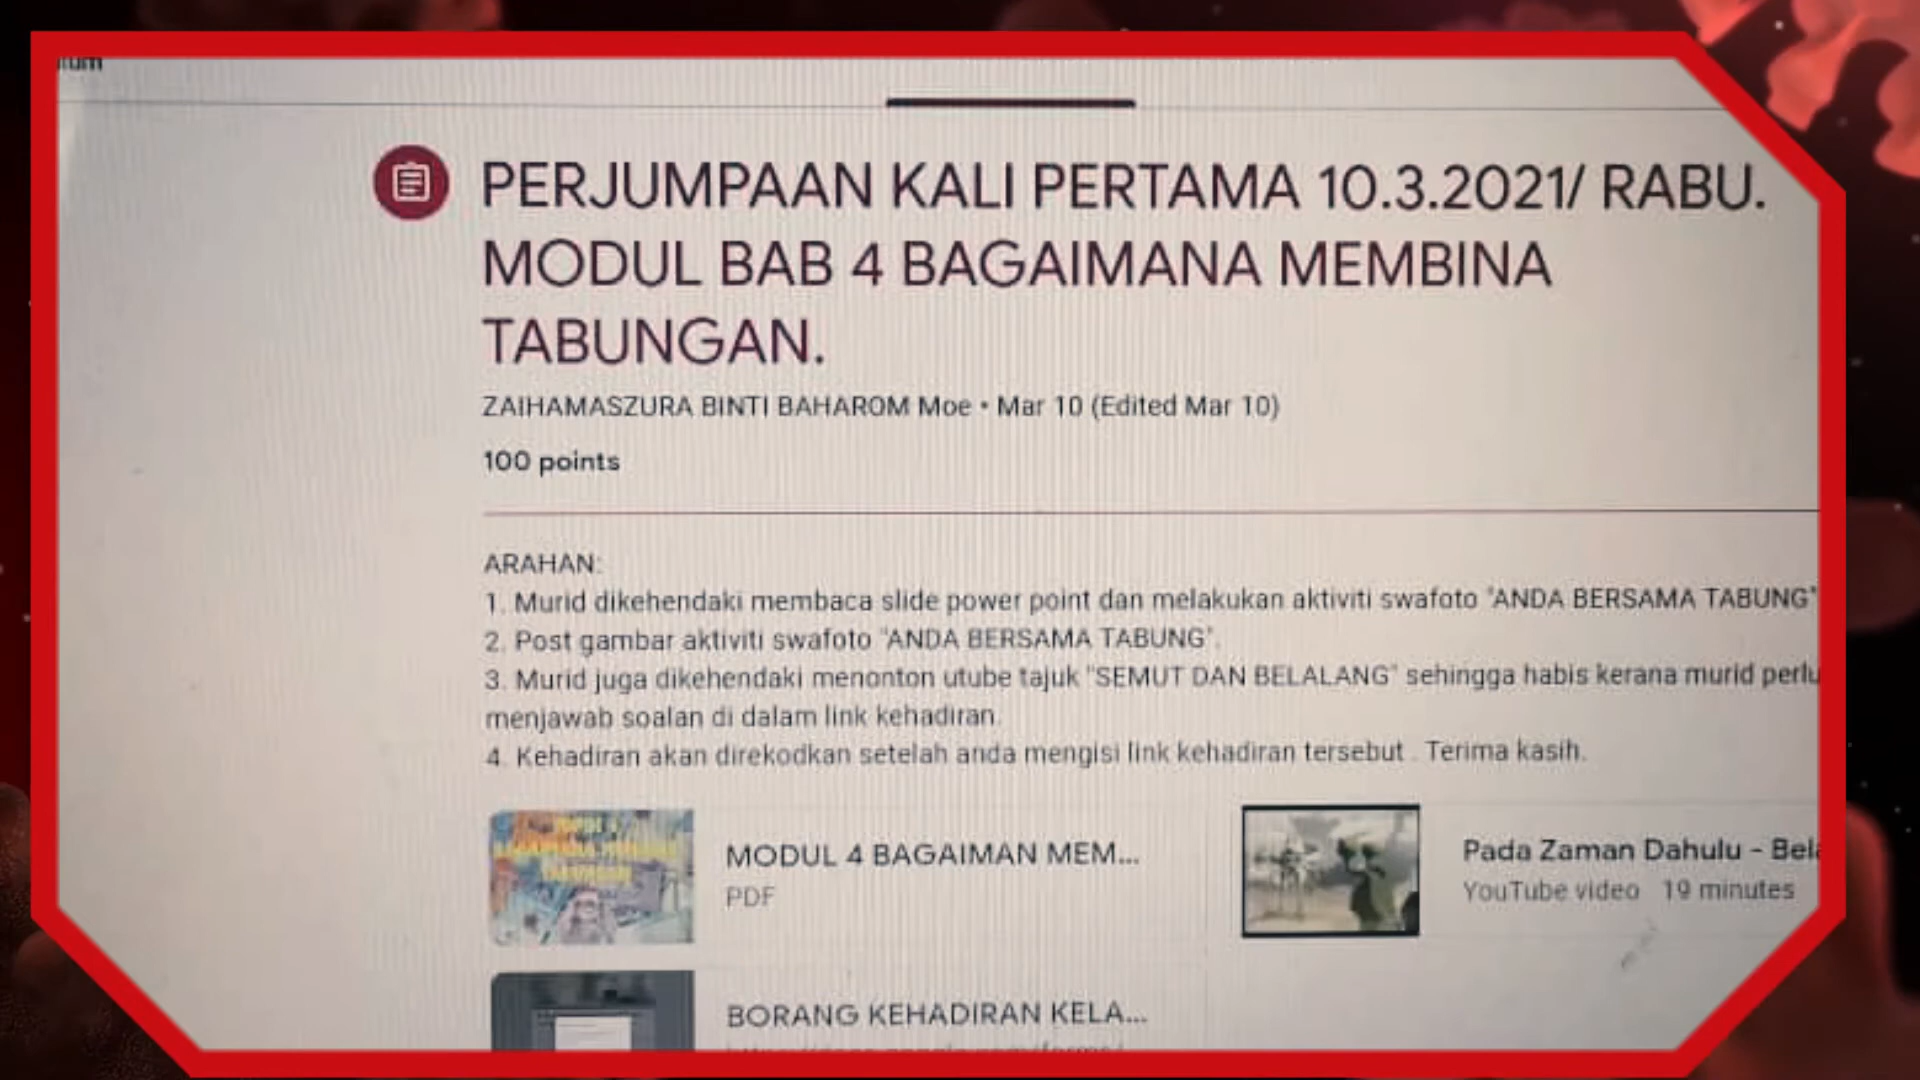 PERJUMPAAN KALI PERTAMA 10.3.2021/ RABU.
MODUL BAB 4 BAGAIMANA MEMBINA
TABUNGAN.
ZAIHAMASZURA BINTI BAHAROM Moe • Mar 10 (Edited Mar 10)
100 points
ARAHAN:
1. Murid dikehendaki membaca slide power point dan melakukan aktiviti swafoto "ANDA BERSAMA TABUNG"
2. Post gambar aktiviti swafoto "ANDA BERSAMA TABUNG".
3. Murid juga dikehendaki menonton utube tajuk "SEMUT DAN BELALANG" sehingga habis kerana murid perlu
menjawab soalan di dalam link kehadiran.
4. Kehadiran akan direkodkan setelah anda mengisi link kehadiran tersebut . Terima kasih.
MODUL 4 BAGAIMAN MEM...
PDF
Pada Zaman Dahulu - Bela
YouTube video 19 minutes
BORANG KEHADIRAN KELA...